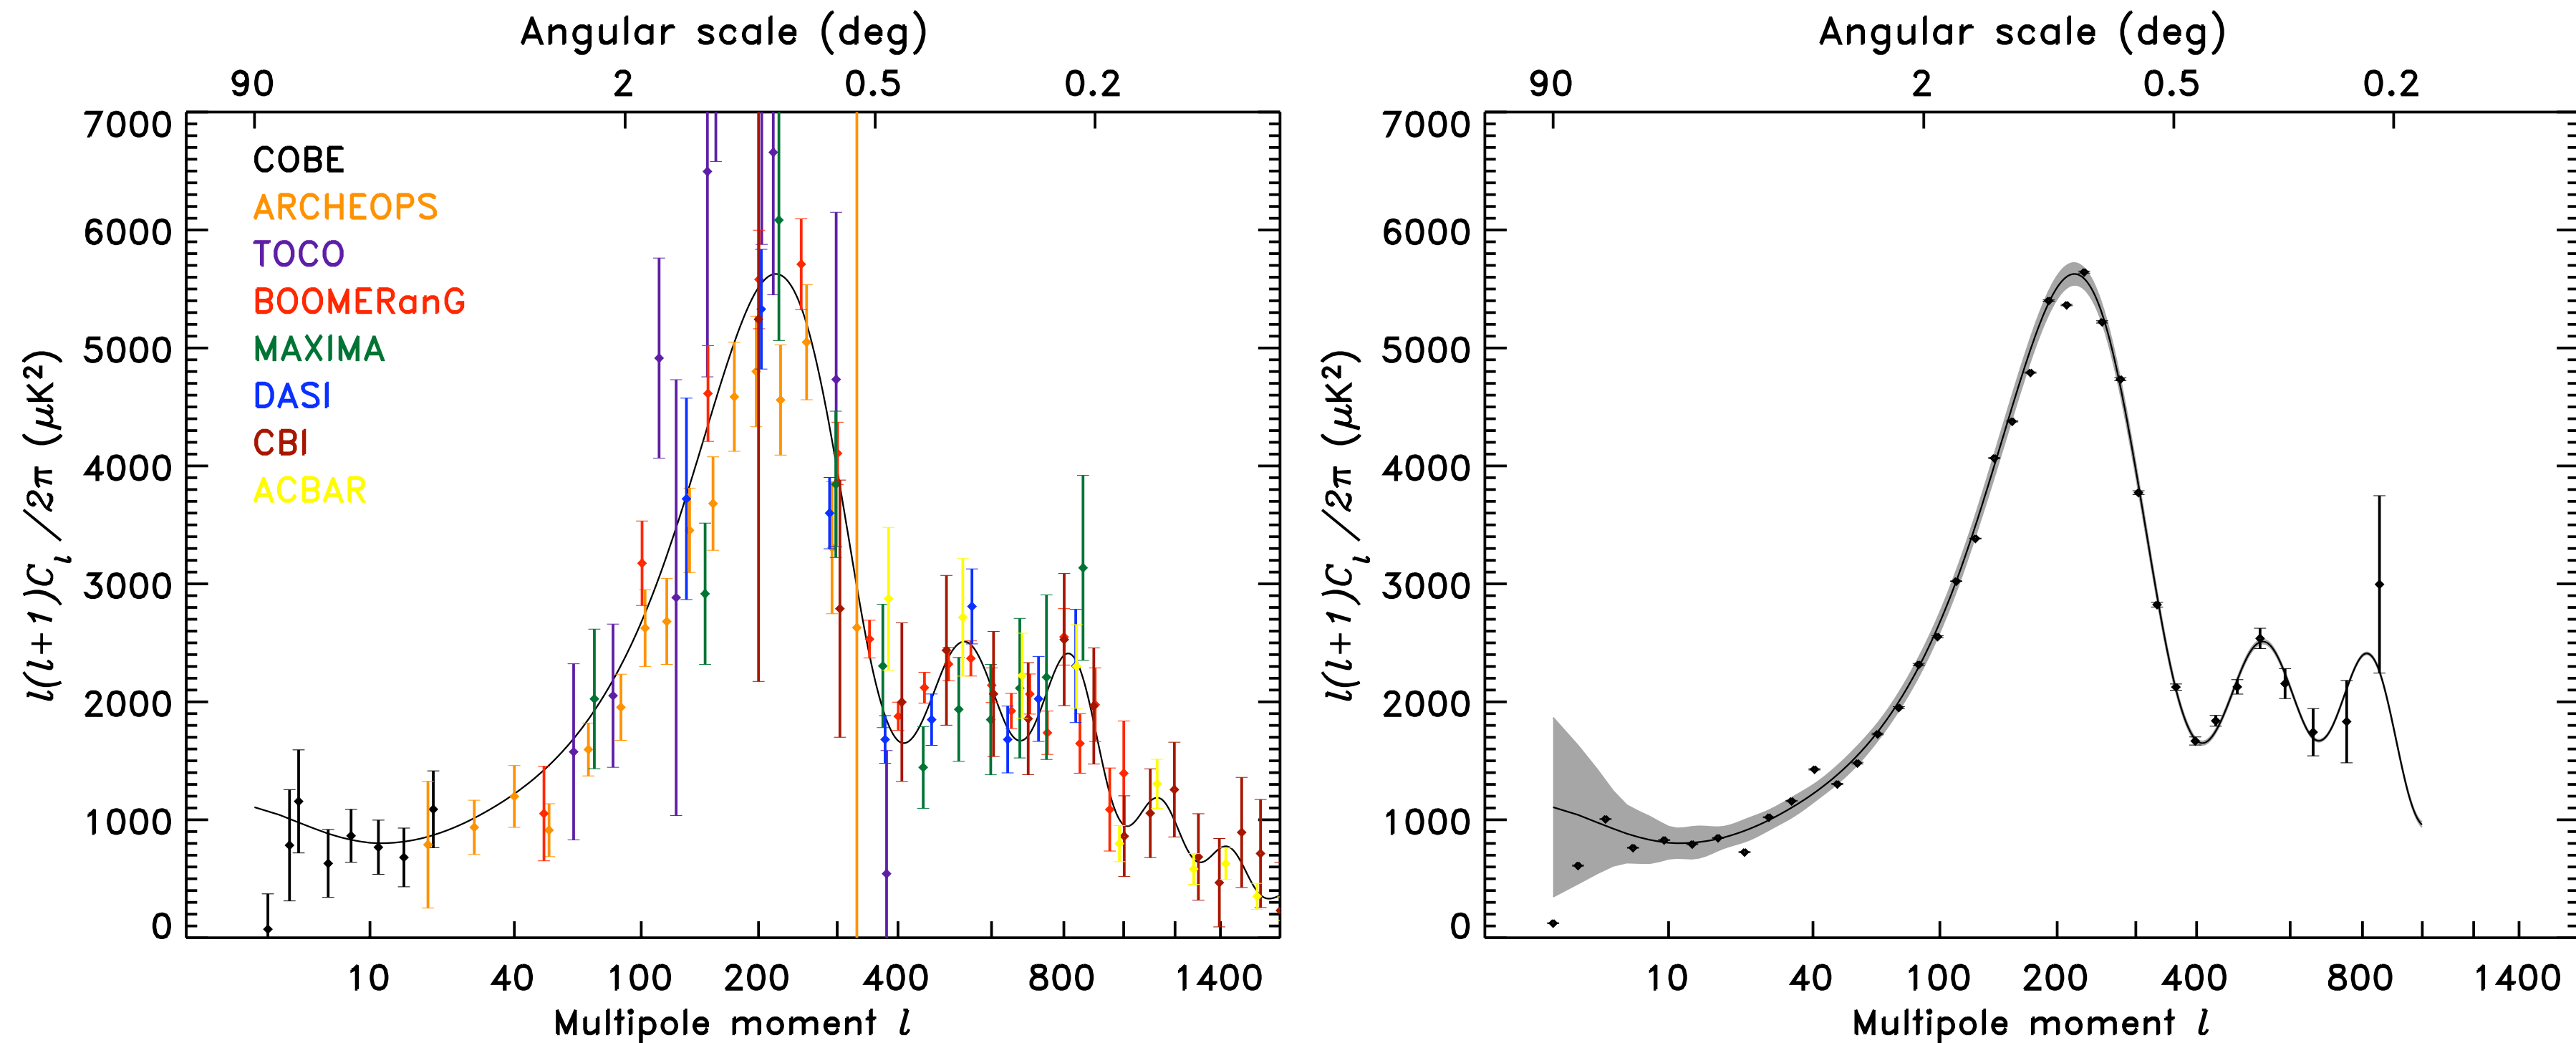 Angular scale (deg)
90 2 0.5 0.2
7000
6000
5000
4000
3000
2000
1000
0
l(l+1)C_l/2π (μK²)
COBE
ARCHEOPS
TOCO
BOOMERanG
MAXIMA
DASI
CBI
ACBAR
10 40 100 200 400 800 1400
Multipole moment l
Angular scale (deg)
90 2 0.5 0.2
7000
6000
5000
4000
3000
2000
1000
0
l(l+1)C_l/2π (μK²)
10 40 100 200 400 800 1400
Multipole moment l